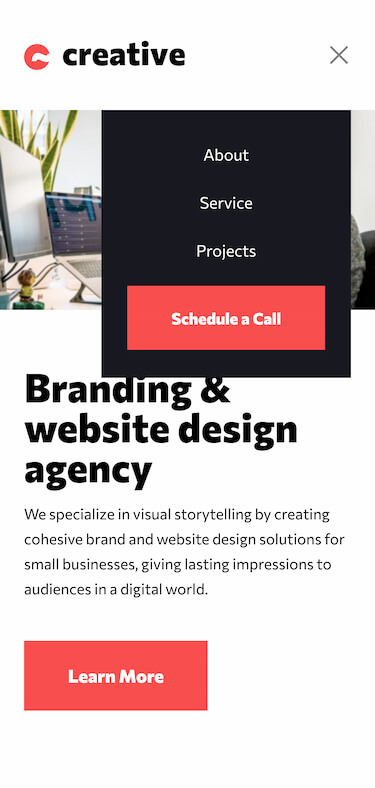 creative
About
Service
Projects
Schedule a Call
Branding &
website design
agency
We specialize in visual storytelling by creating
cohesive brand and website design solutions for
small businesses, giving lasting impressions to
audiences in a digital world.
Learn More